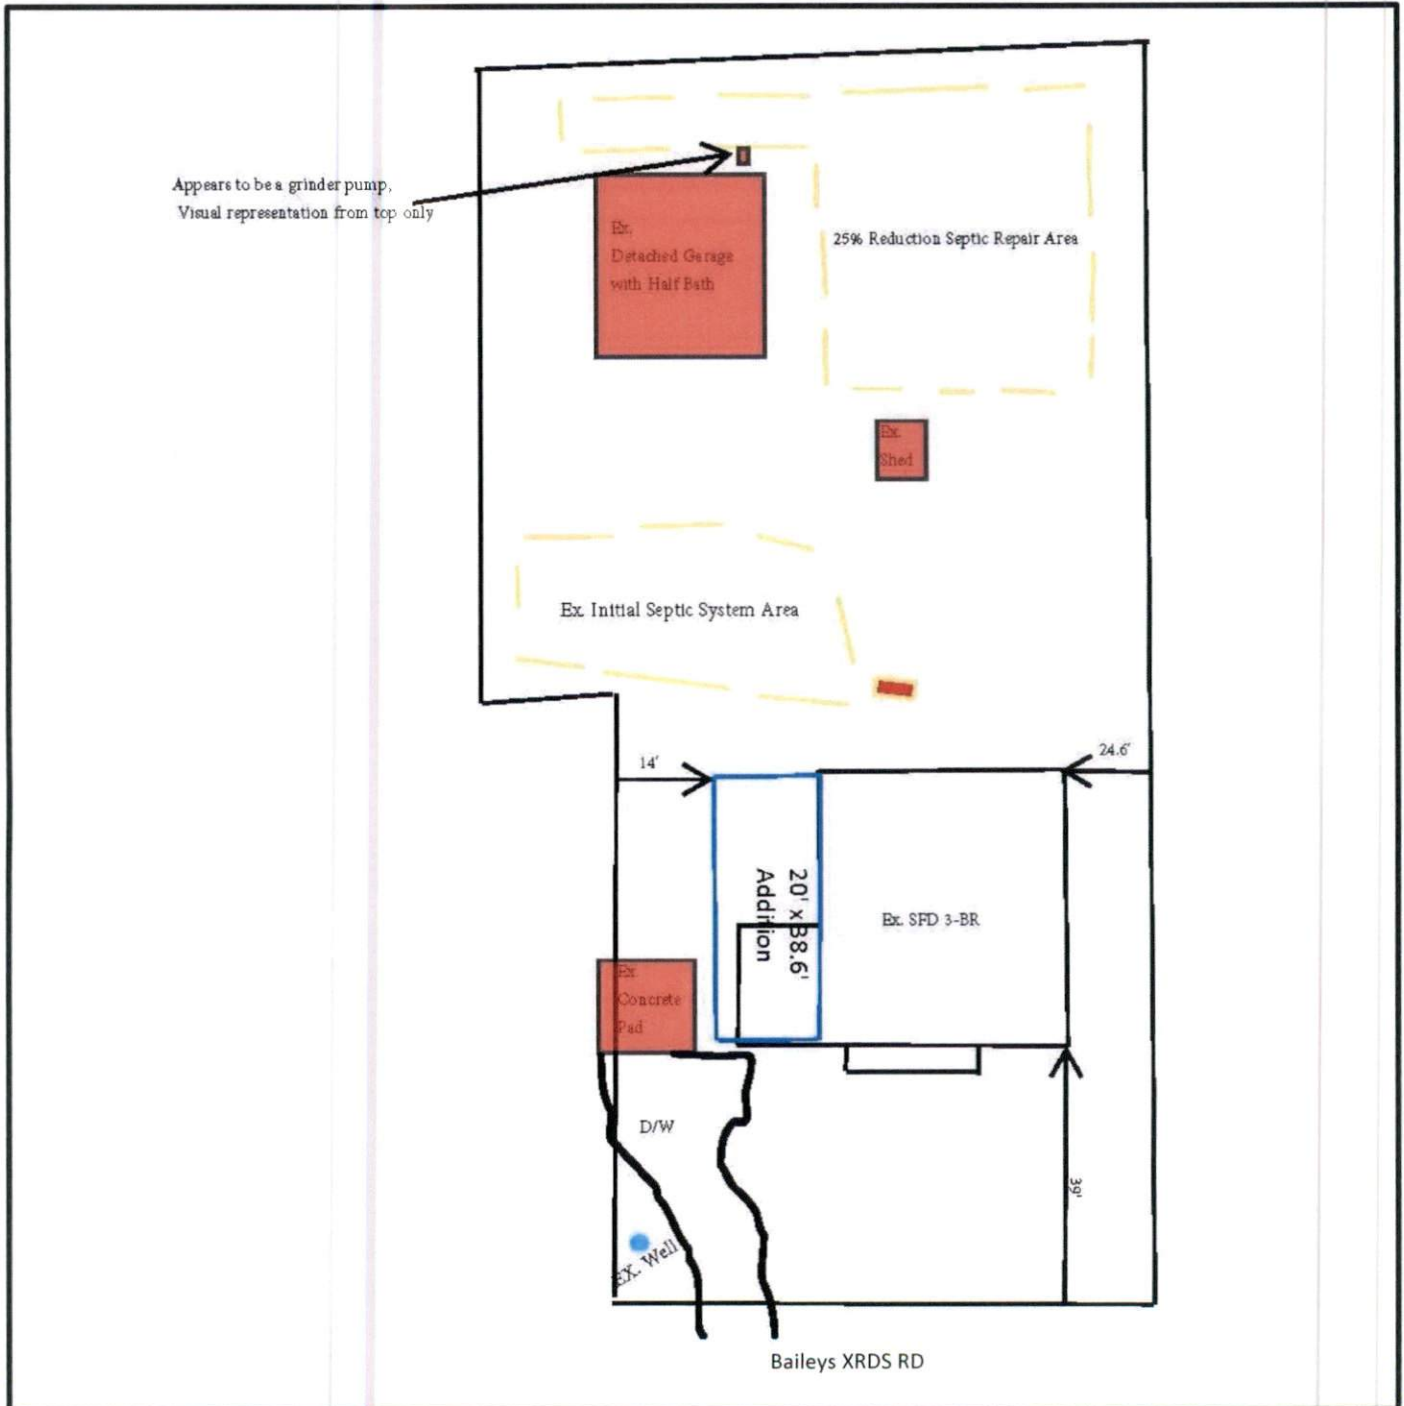 Appears to be a grinder pump,
Visual representation from top only
Ex.
Detached Garage
with Half Bath
25% Reduction Septic Repair Area
Ex.
Shed
Ex. Initial Septic System Area
14'
24.6'
20' x 38.6'
Addition
Ex. SFD 3-BR
Ex
Concrete
Pad
D/W
39'
EX. Well
Baileys XRDS RD